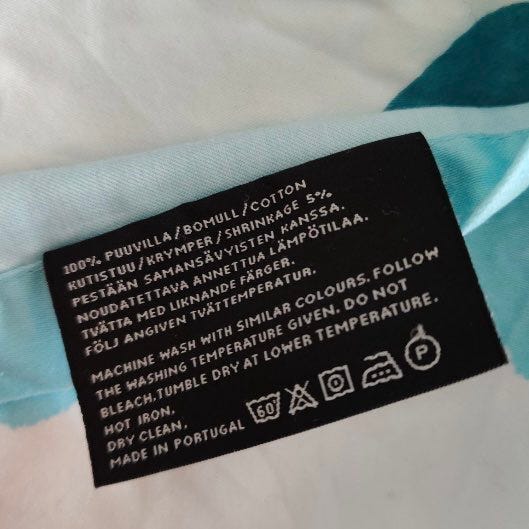 100% PUUVILLA/BOMULL/COTTON
KUTISTUU/KRYMPER/SHRINKAGE 5%
PESTÄÄN SAMANSÄVYISTEN KANSSA.
NOUDATETTAVA ANNETTUA LÄMPÖTILAA.
TVÄTTA MED LIKNANDE FÄRGER.
FÖLJ ANGIVEN TVÄTTEMPERATUR.
MACHINE WASH WITH SIMILAR COLOURS. FOLLOW
THE WASHING TEMPERATURE GIVEN. DO NOT
BLEACH.TUMBLE DRY AT LOWER TEMPERATURE.
HOT IRON.
DRY CLEAN.
MADE IN PORTUGAL 60° P